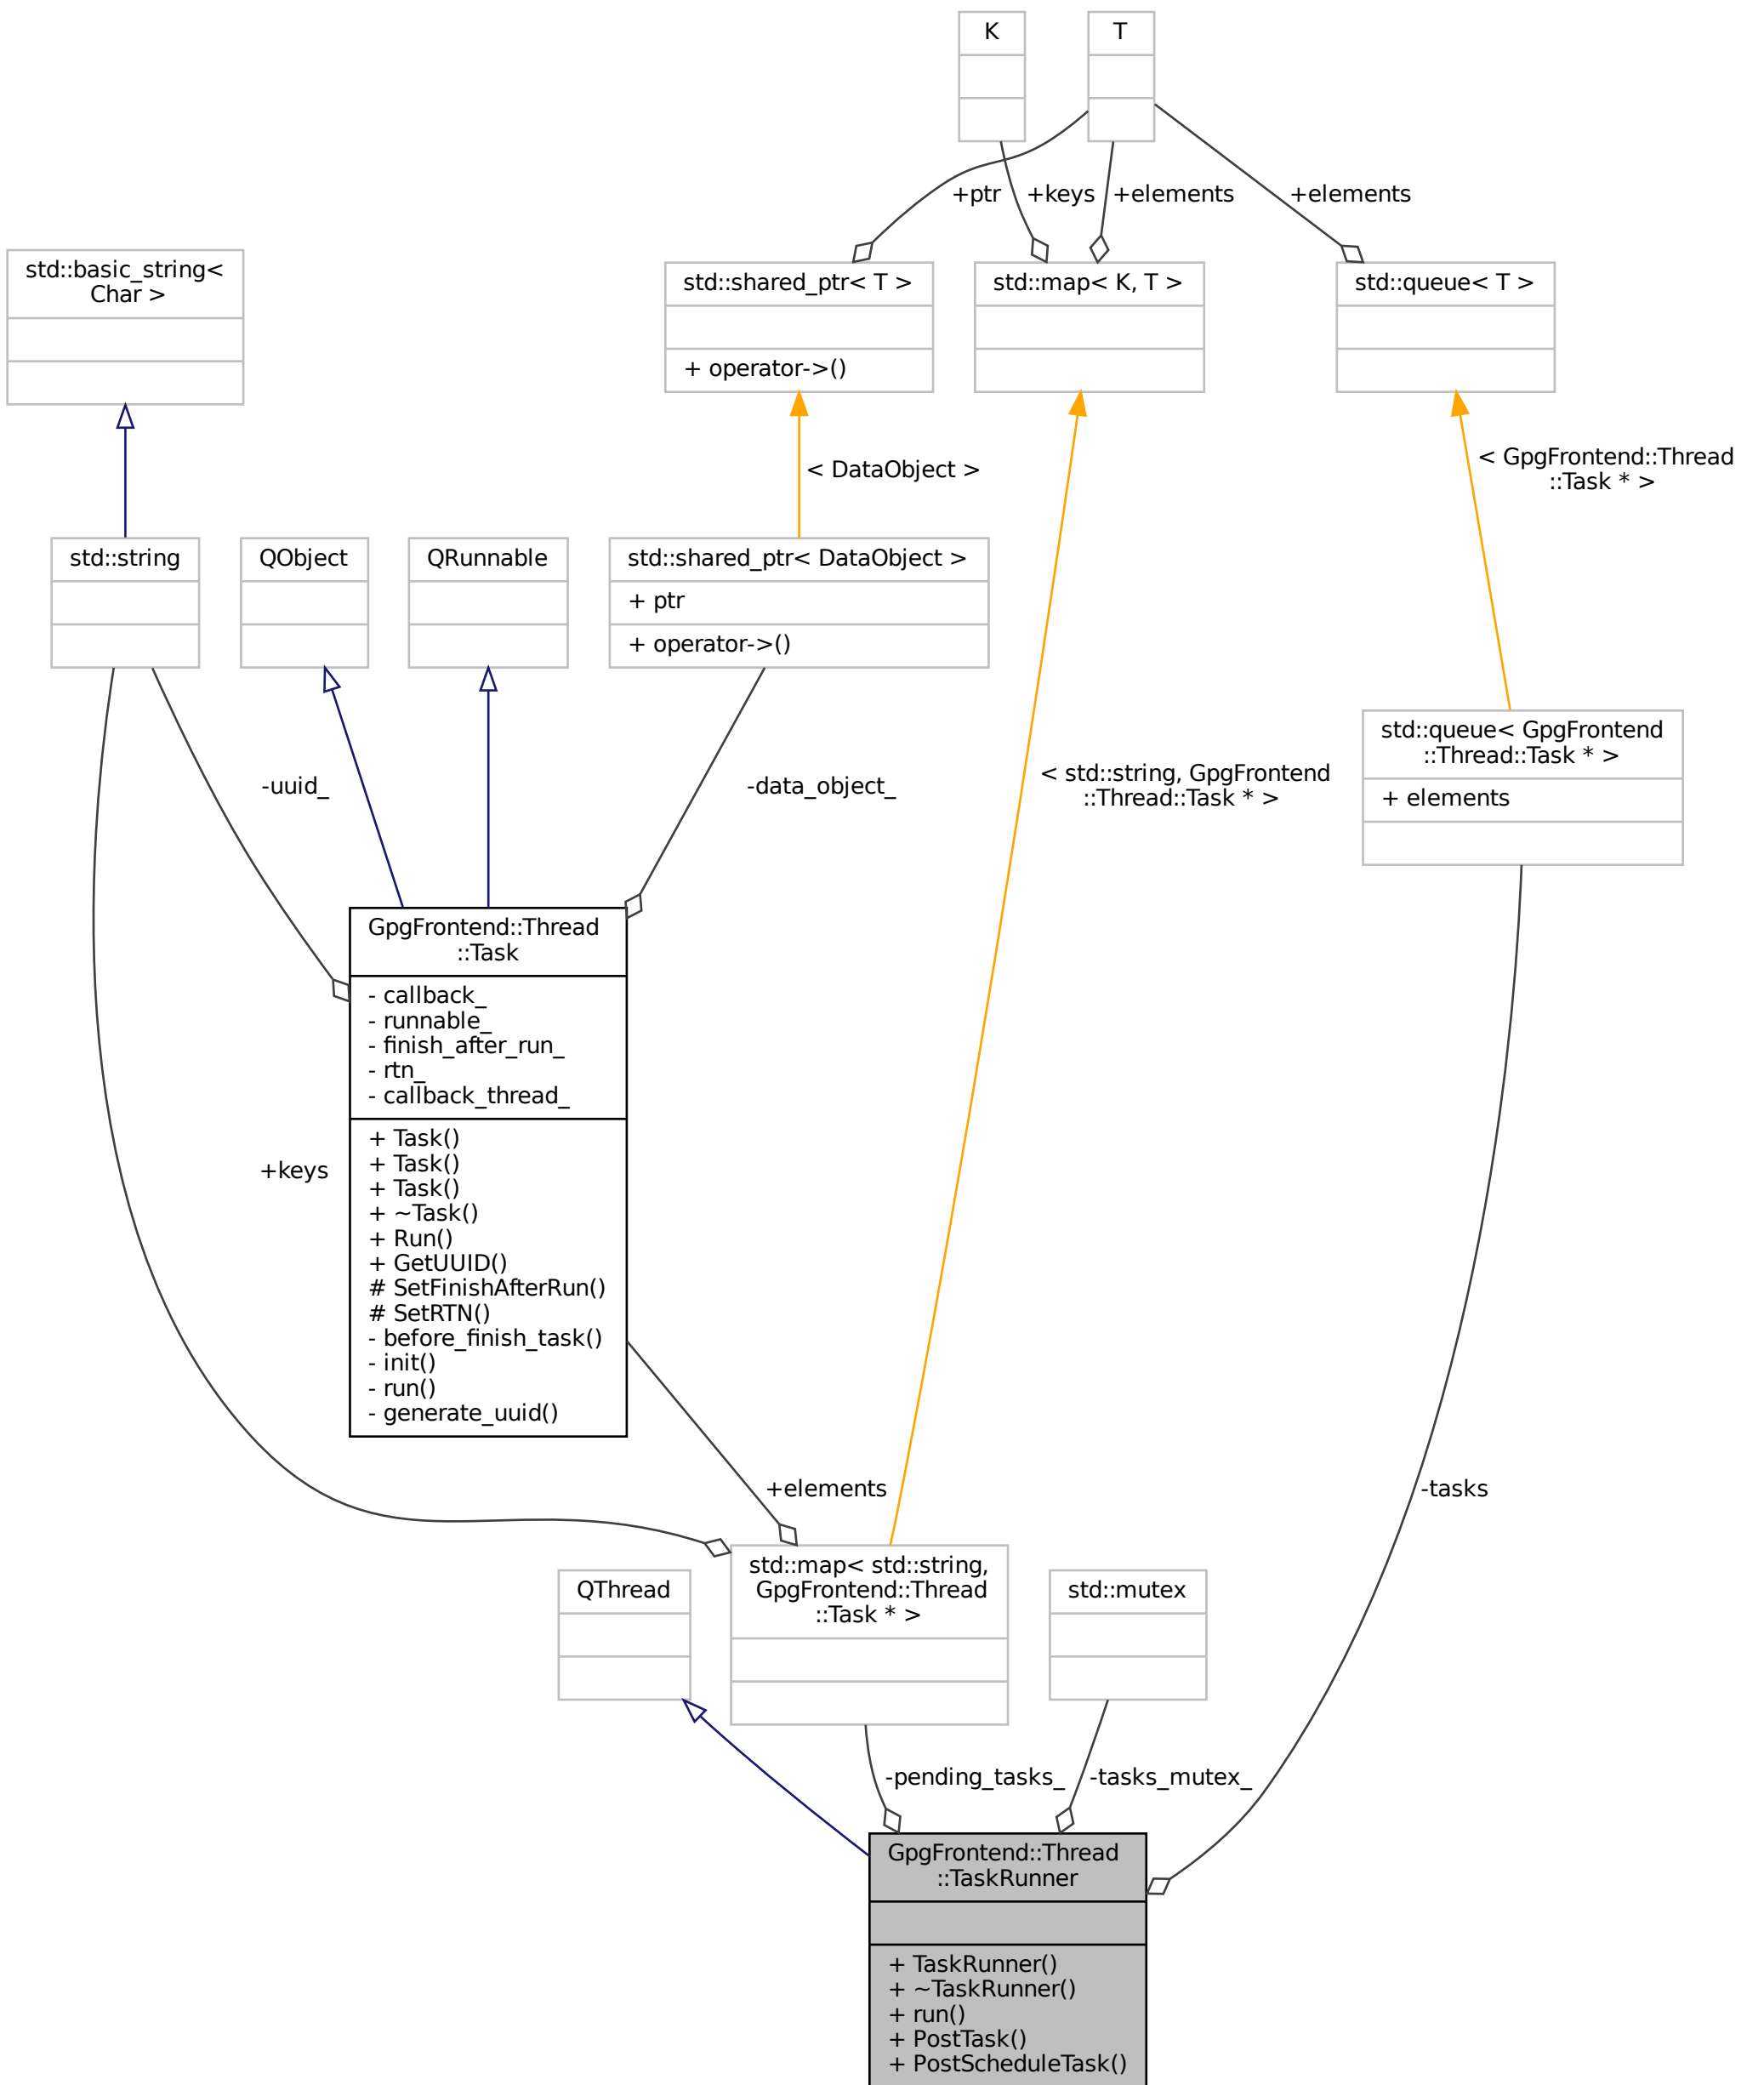 K
T
+ptr
+keys
+elements
+elements
std::basic_string<
Char >
std::shared_ptr< T >
+ operator->()
std::map< K, T >
std::queue< T >
< DataObject >
< GpgFrontend::Thread
::Task * >
std::string
QObject
QRunnable
std::shared_ptr< DataObject >
+ ptr
+ operator->()
std::queue< GpgFrontend
::Thread::Task * >
+ elements
-uuid_
-data_object_
< std::string, GpgFrontend
::Thread::Task * >
GpgFrontend::Thread
::Task
- callback_
- runnable_
- finish_after_run_
- rtn_
- callback_thread_
+ Task()
+ Task()
+ Task()
+ ~Task()
+ Run()
+ GetUUID()
# SetFinishAfterRun()
# SetRTN()
- before_finish_task()
- init()
- run()
- generate_uuid()
+keys
+elements
-tasks
QThread
std::map< std::string,
GpgFrontend::Thread
::Task * >
std::mutex
-pending_tasks_
-tasks_mutex_
GpgFrontend::Thread
::TaskRunner
+ TaskRunner()
+ ~TaskRunner()
+ run()
+ PostTask()
+ PostScheduleTask()